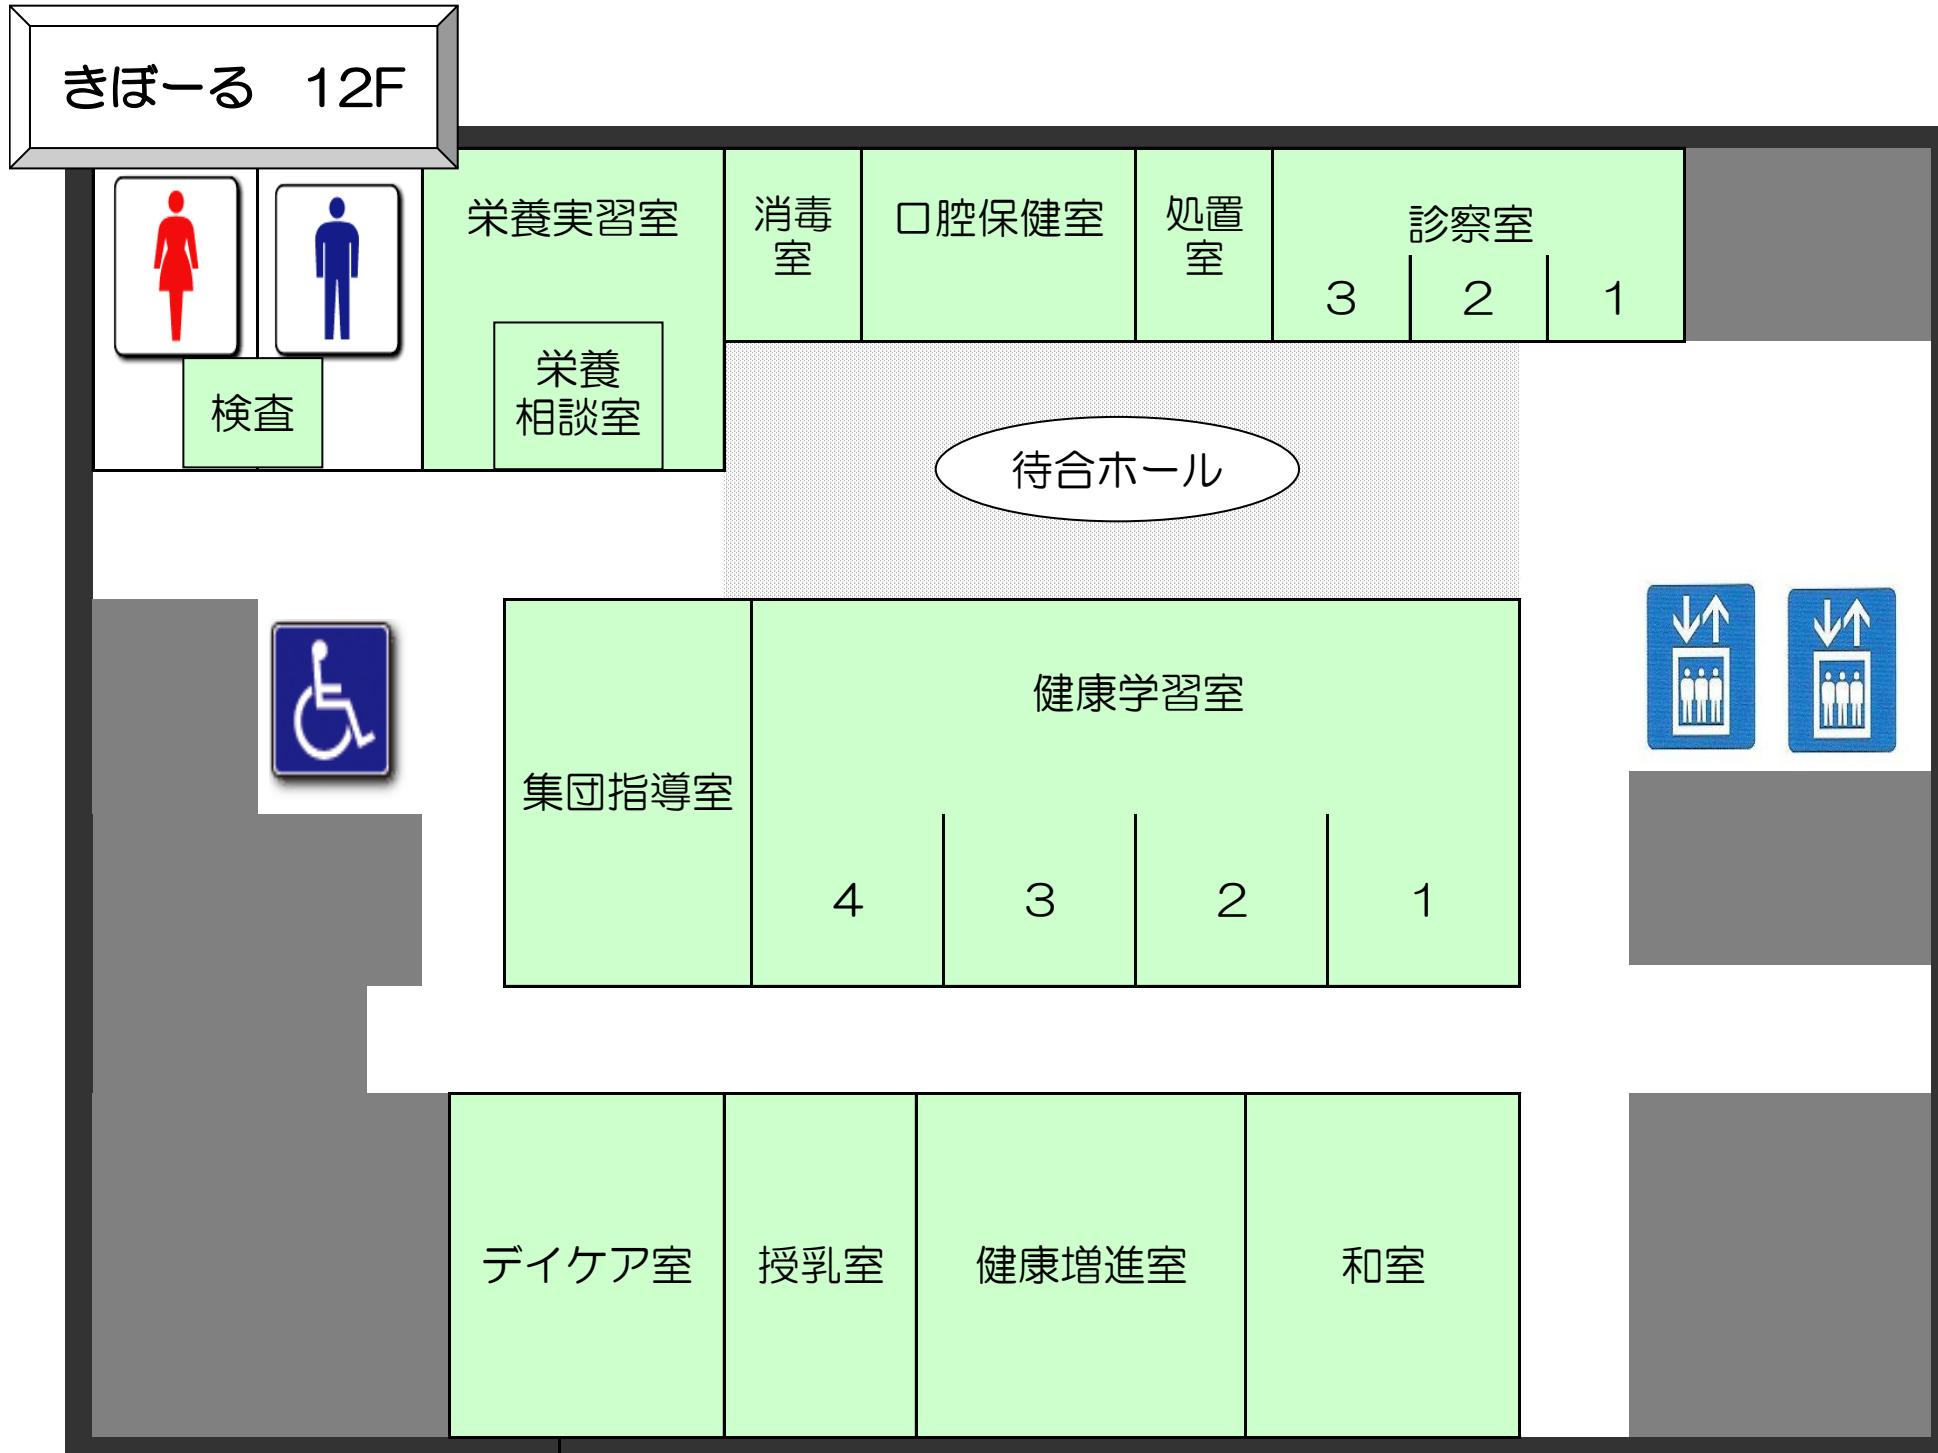 きぼーる　12F
栄養実習室
消毒
室
口腔保健室
処置
室
診察室
3
2
1
栄養
相談室
検査
待合ホール
健康学習室
集団指導室
4
3
2
1
デイケア室
授乳室
健康増進室
和室